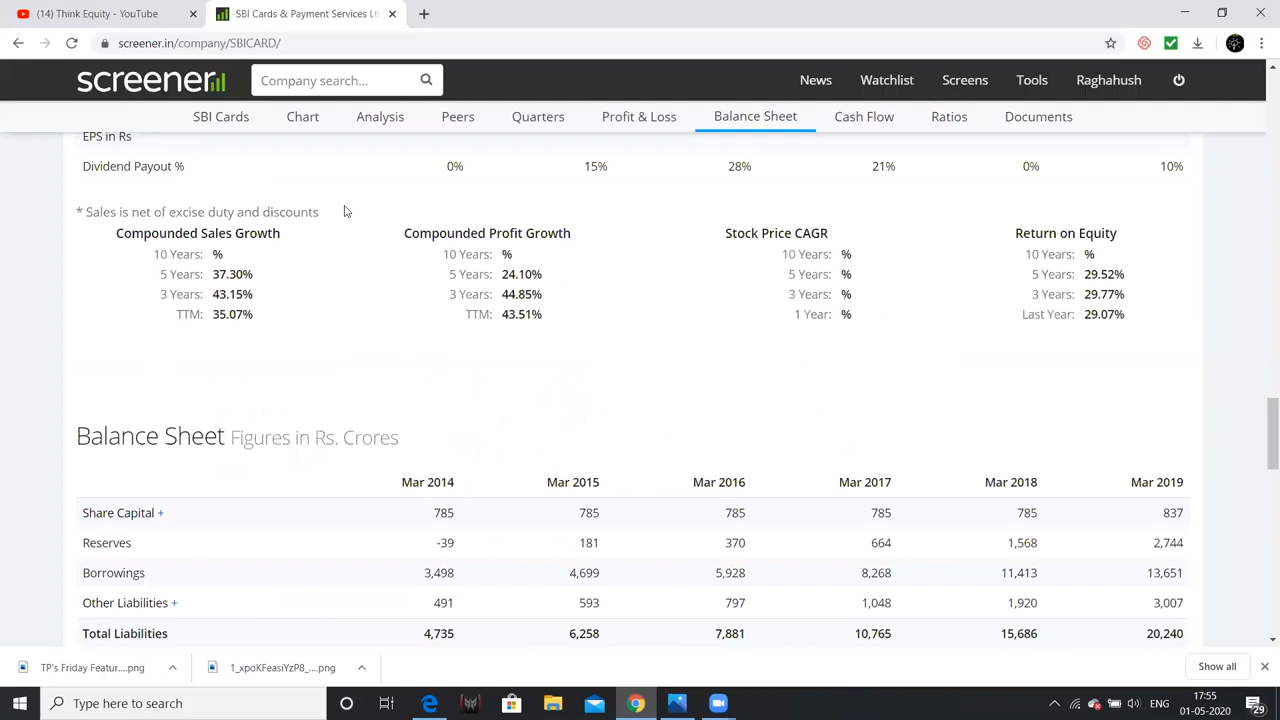 (14) Think Equity - YouTube
SBI Cards & Payment Services Lt
screener.in/company/SBICARD/
screener
Company search...
News Watchlist Screens Tools Raghahush
SBI Cards Chart Analysis Peers Quarters Profit & Loss Balance Sheet Cash Flow Ratios Documents
EPS in Rs
Dividend Payout % 0% 15% 28% 21% 0% 10%
* Sales is net of excise duty and discounts
Compounded Sales Growth Compounded Profit Growth Stock Price CAGR Return on Equity
10 Years: % 10 Years: % 10 Years: % 10 Years: %
5 Years: 37.30% 5 Years: 24.10% 5 Years: % 5 Years: 29.52%
3 Years: 43.15% 3 Years: 44.85% 3 Years: % 3 Years: 29.77%
TTM: 35.07% TTM: 43.51% 1 Year: % Last Year: 29.07%
Balance Sheet Figures in Rs. Crores
Mar 2014 Mar 2015 Mar 2016 Mar 2017 Mar 2018 Mar 2019
Share Capital + 785 785 785 785 785 837
Reserves -39 181 370 664 1,568 2,744
Borrowings 3,498 4,699 5,928 8,268 11,413 13,651
Other Liabilities + 491 593 797 1,048 1,920 3,007
Total Liabilities 4,735 6,258 7,881 10,765 15,686 20,240
TP's Friday Featur....png 1_xpoKFeasiYzP8_....png Show all
Type here to search
ENG
17:55
01-05-2020
29